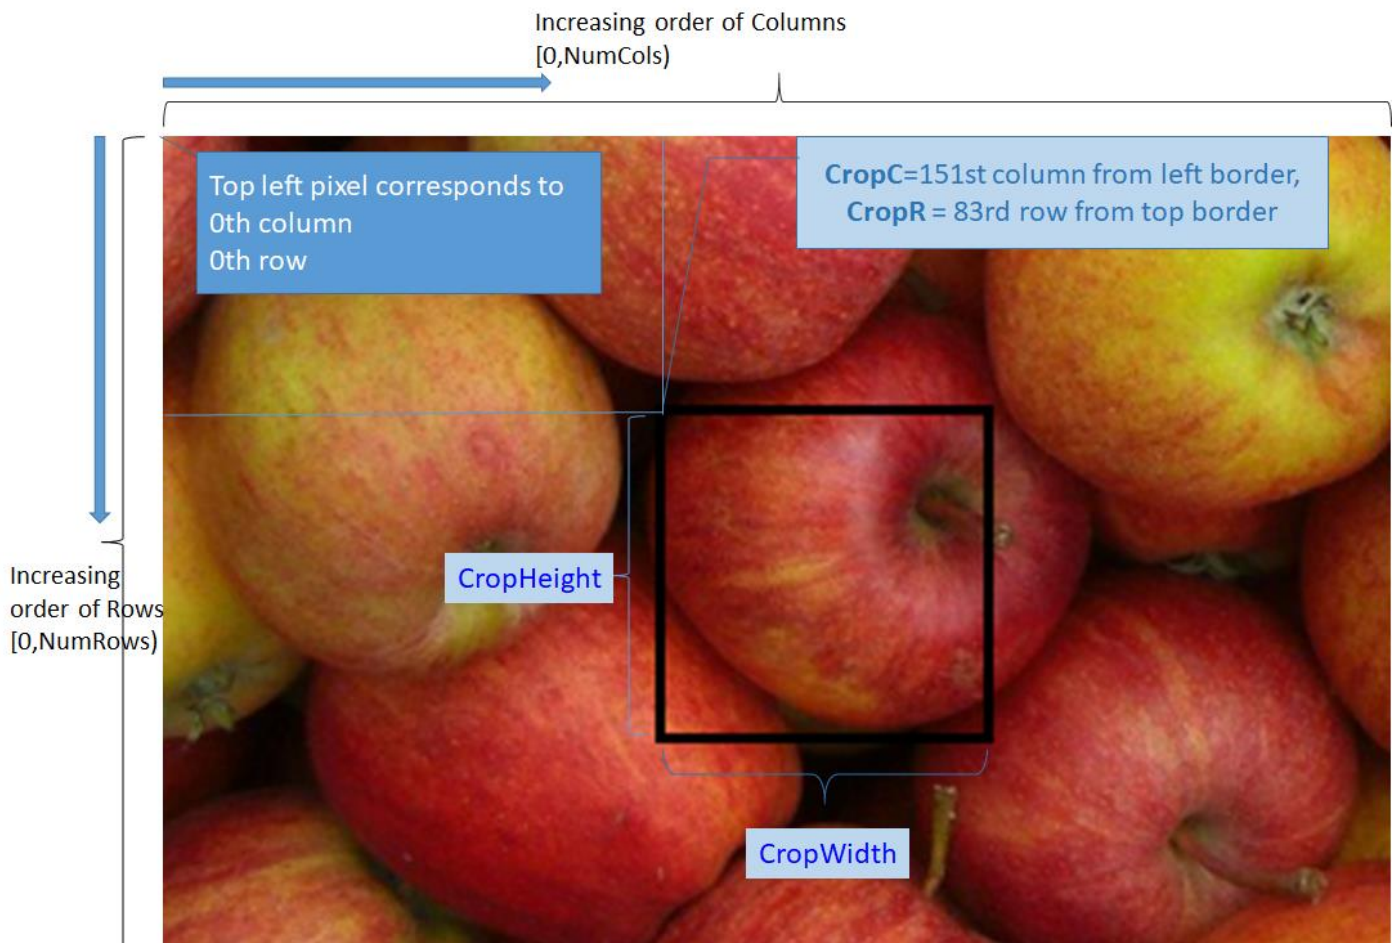 Increasing order of Columns
[0,NumCols)
Top left pixel corresponds to
0th column
0th row
CropC=151st column from left border,
CropR = 83rd row from top border
CropHeight
Increasing
order of Rows
[0,NumRows)
CropWidth